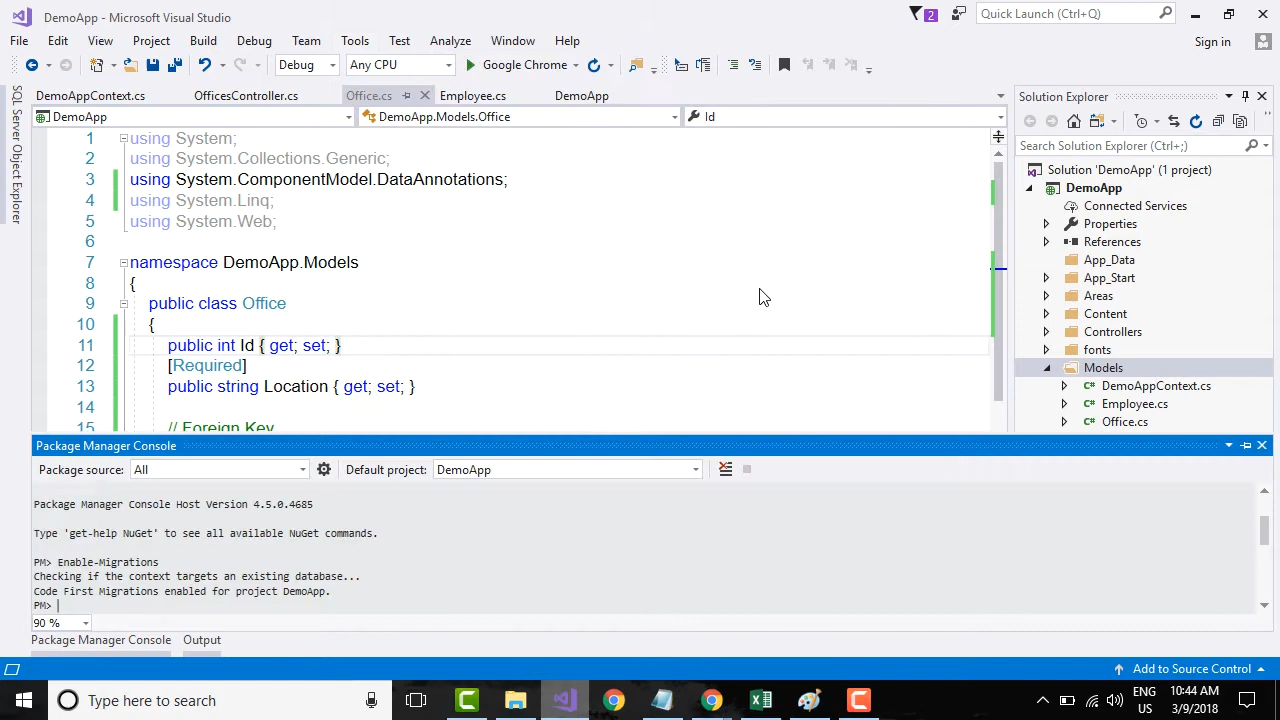 DemoApp - Microsoft Visual Studio
2
Quick Launch (Ctrl+Q)
File Edit View Project Build Debug Team Tools Test Analyze Window Help
Sign in
Debug Any CPU Google Chrome
SQL Server Object Explorer
DemoAppContext.cs OfficesController.cs Office.cs Employee.cs DemoApp
DemoApp DemoApp.Models.Office Id
1 using System;
2 using System.Collections.Generic;
3 using System.ComponentModel.DataAnnotations;
4 using System.Linq;
5 using System.Web;
6
7 namespace DemoApp.Models
8 {
9 public class Office
10 {
11 public int Id { get; set; }
12 [Required]
13 public string Location { get; set; }
14
15 // Foreign Key
Solution Explorer
Search Solution Explorer (Ctrl+;)
Solution 'DemoApp' (1 project)
DemoApp
Connected Services
Properties
References
App_Data
App_Start
Areas
Content
Controllers
fonts
Models
DemoAppContext.cs
Employee.cs
Office.cs
Package Manager Console
Package source: All Default project: DemoApp
Package Manager Console Host Version 4.5.0.4685
Type 'get-help NuGet' to see all available NuGet commands.
PM> Enable-Migrations
Checking if the context targets an existing database...
Code First Migrations enabled for project DemoApp.
PM>
90 %
Package Manager Console Output
Add to Source Control
Type here to search
ENG
US
10:44 AM
3/9/2018